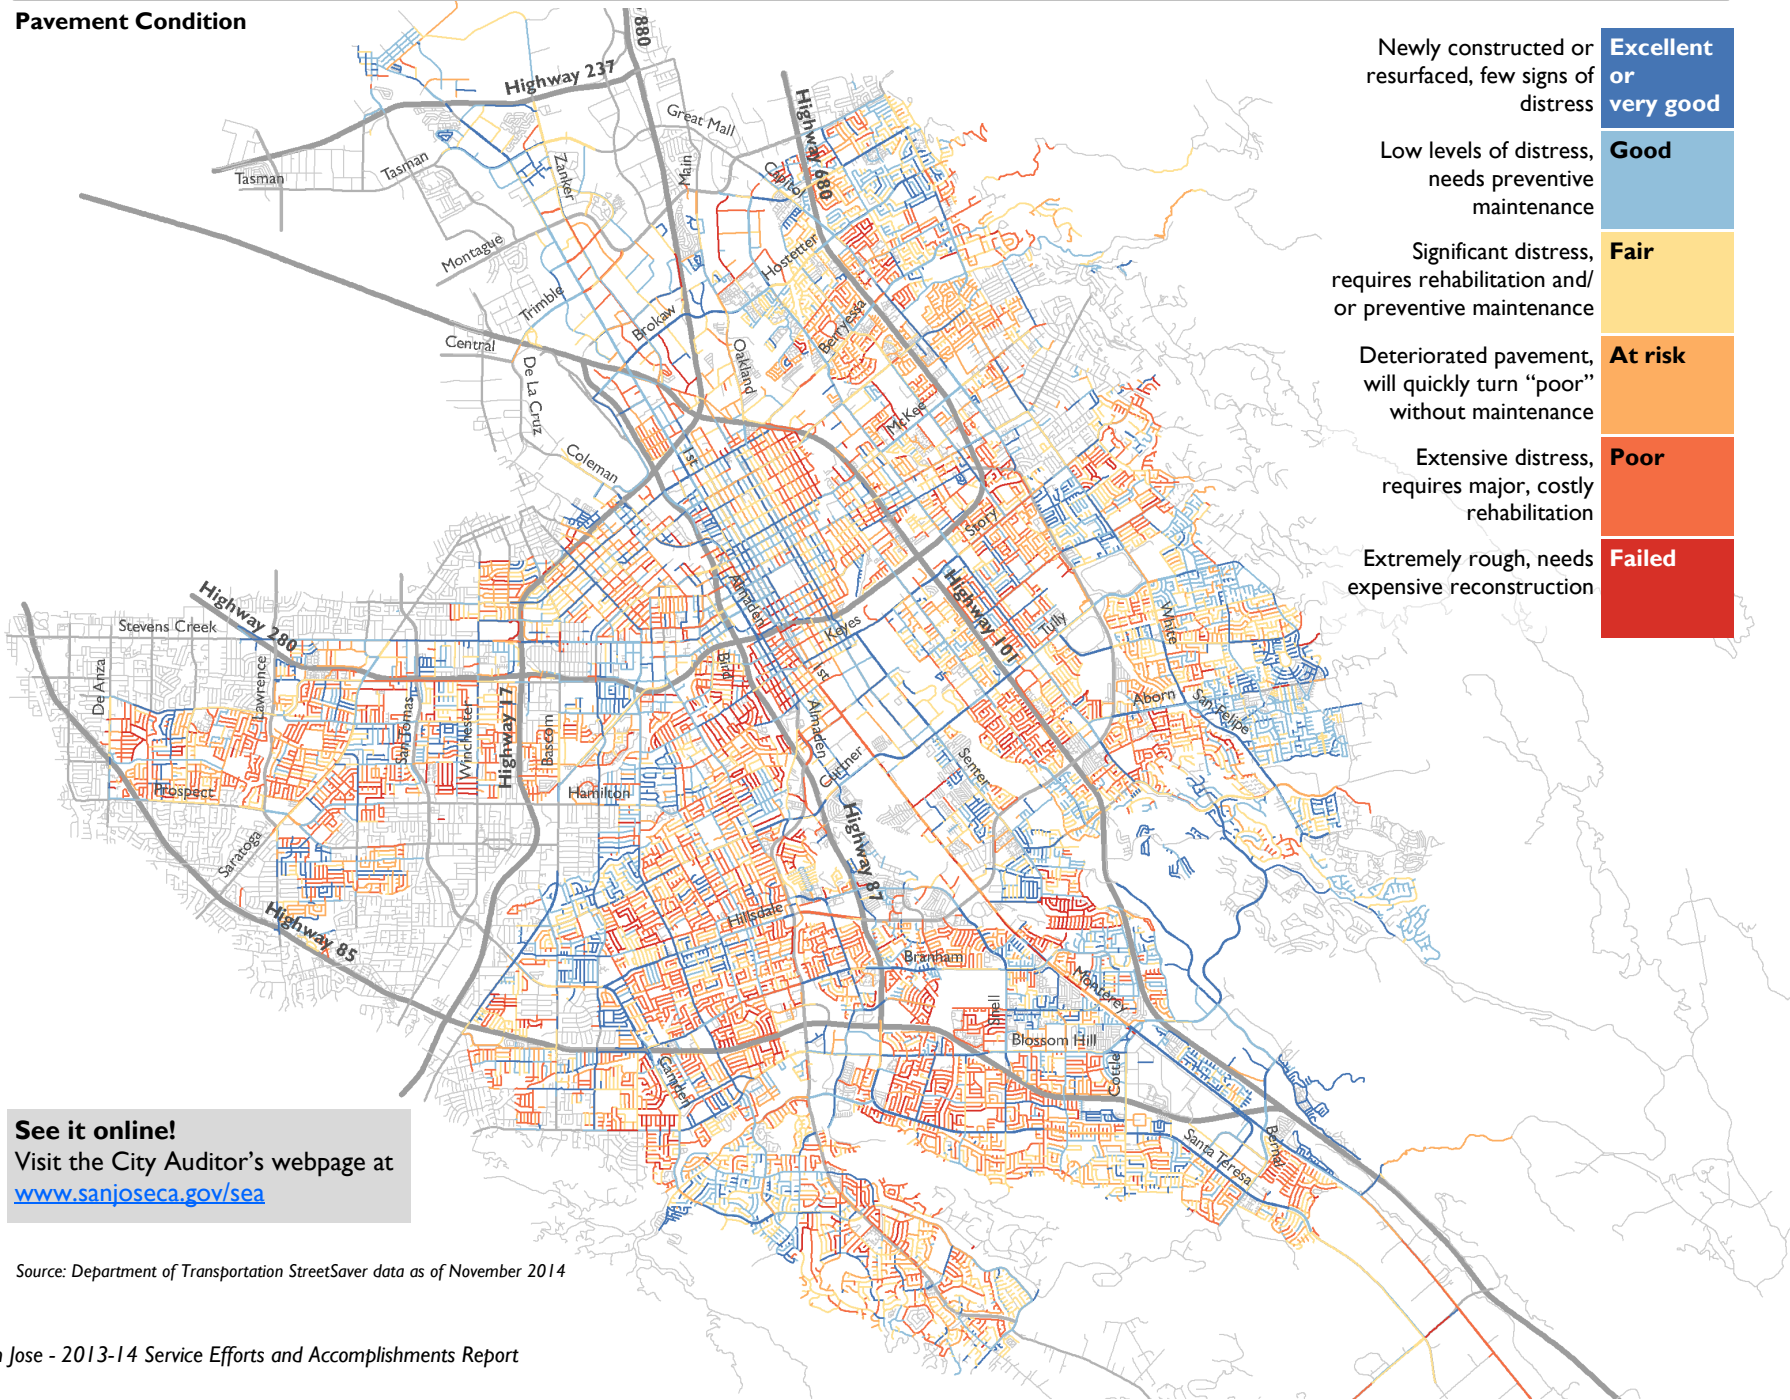 Pavement Condition
Newly constructed or
resurfaced, few signs of
distress
Excellent
or
very good
Low levels of distress,
needs preventive
maintenance
Good
Significant distress,
requires rehabilitation and/
or preventive maintenance
Fair
Deteriorated pavement,
will quickly turn “poor”
without maintenance
At risk
Extensive distress,
requires major, costly
rehabilitation
Poor
Extremely rough, needs
expensive reconstruction
Failed
880
Highway 237
Great Mall
Highway 680
Tasman
Tasman
Zanker
Main
Capitol
Montague
Hostetter
Trimble
Brokaw
Berryessa
Central
Oakland
De La Cruz
McKee
Coleman
1st
Story
Highway 280
Stevens Creek
Almaden
Keyes
Highway 101
Tully
White
De Anza
Lawrence
Bird
1st
San Tomas
Winchester
Highway 17
Bascom
Almaden
Aborn
San Felipe
Curtner
Senter
Prospect
Hamilton
Saratoga
Highway 87
Highway 85
Hillsdale
Branham
Monterey
Snell
Blossom Hill
Camden
Cottle
Santa Teresa
Bernal
See it online!
Visit the City Auditor’s webpage at
www.sanjoseca.gov/sea
Source: Department of Transportation StreetSaver data as of November 2014
Jose - 2013-14 Service Efforts and Accomplishments Report